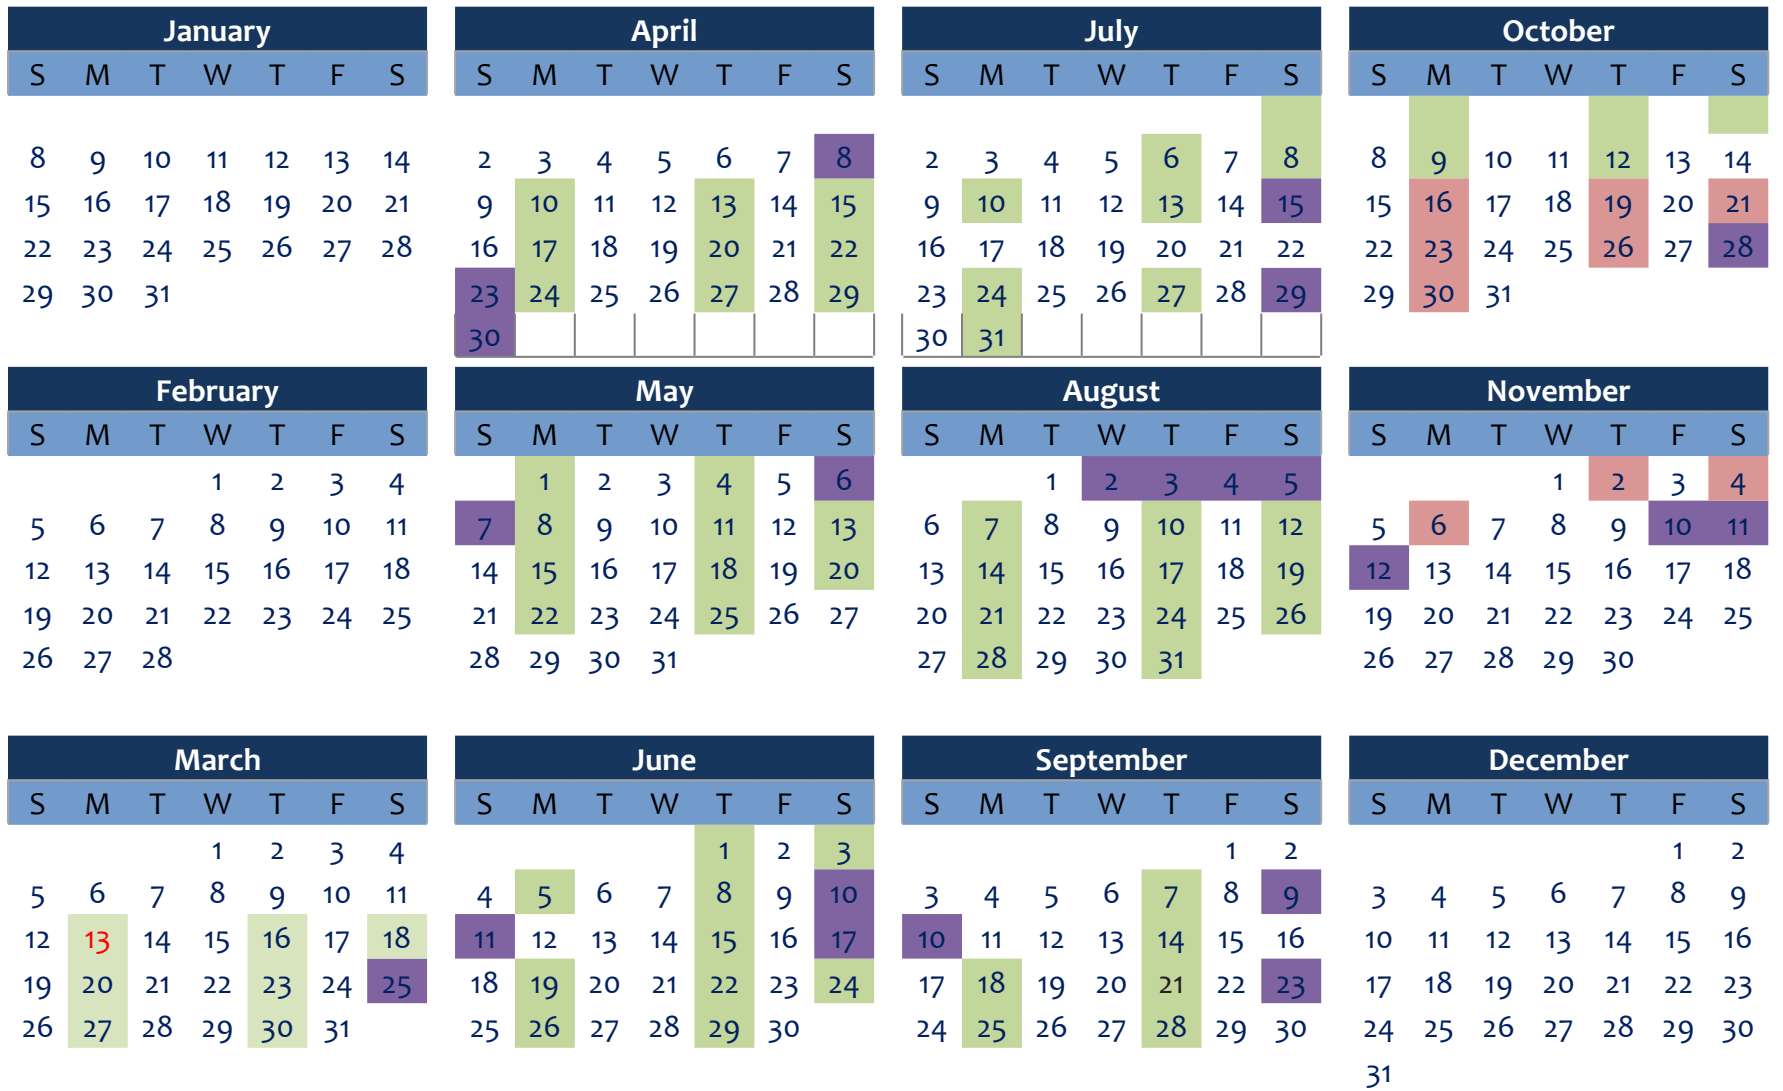 January
S M T W T F S
8 9 10 11 12 13 14
15 16 17 18 19 20 21
22 23 24 25 26 27 28
29 30 31
February
S M T W T F S
1 2 3 4
5 6 7 8 9 10 11
12 13 14 15 16 17 18
19 20 21 22 23 24 25
26 27 28
March
S M T W T F S
1 2 3 4
5 6 7 8 9 10 11
12 13 14 15 16 17 18
19 20 21 22 23 24 25
26 27 28 29 30 31
April
S M T W T F S
2 3 4 5 6 7 8
9 10 11 12 13 14 15
16 17 18 19 20 21 22
23 24 25 26 27 28 29
30
May
S M T W T F S
1 2 3 4 5 6
7 8 9 10 11 12 13
14 15 16 17 18 19 20
21 22 23 24 25 26 27
28 29 30 31
June
S M T W T F S
1 2 3
4 5 6 7 8 9 10
11 12 13 14 15 16 17
18 19 20 21 22 23 24
25 26 27 28 29 30
July
S M T W T F S
2 3 4 5 6 7 8
9 10 11 12 13 14 15
16 17 18 19 20 21 22
23 24 25 26 27 28 29
30 31
August
S M T W T F S
1 2 3 4 5
6 7 8 9 10 11 12
13 14 15 16 17 18 19
20 21 22 23 24 25 26
27 28 29 30 31
September
S M T W T F S
1 2
3 4 5 6 7 8 9
10 11 12 13 14 15 16
17 18 19 20 21 22 23
24 25 26 27 28 29 30
October
S M T W T F S
8 9 10 11 12 13 14
15 16 17 18 19 20 21
22 23 24 25 26 27 28
29 30 31
November
S M T W T F S
1 2 3 4
5 6 7 8 9 10 11
12 13 14 15 16 17 18
19 20 21 22 23 24 25
26 27 28 29 30
December
S M T W T F S
1 2
3 4 5 6 7 8 9
10 11 12 13 14 15 16
17 18 19 20 21 22 23
24 25 26 27 28 29 30
31